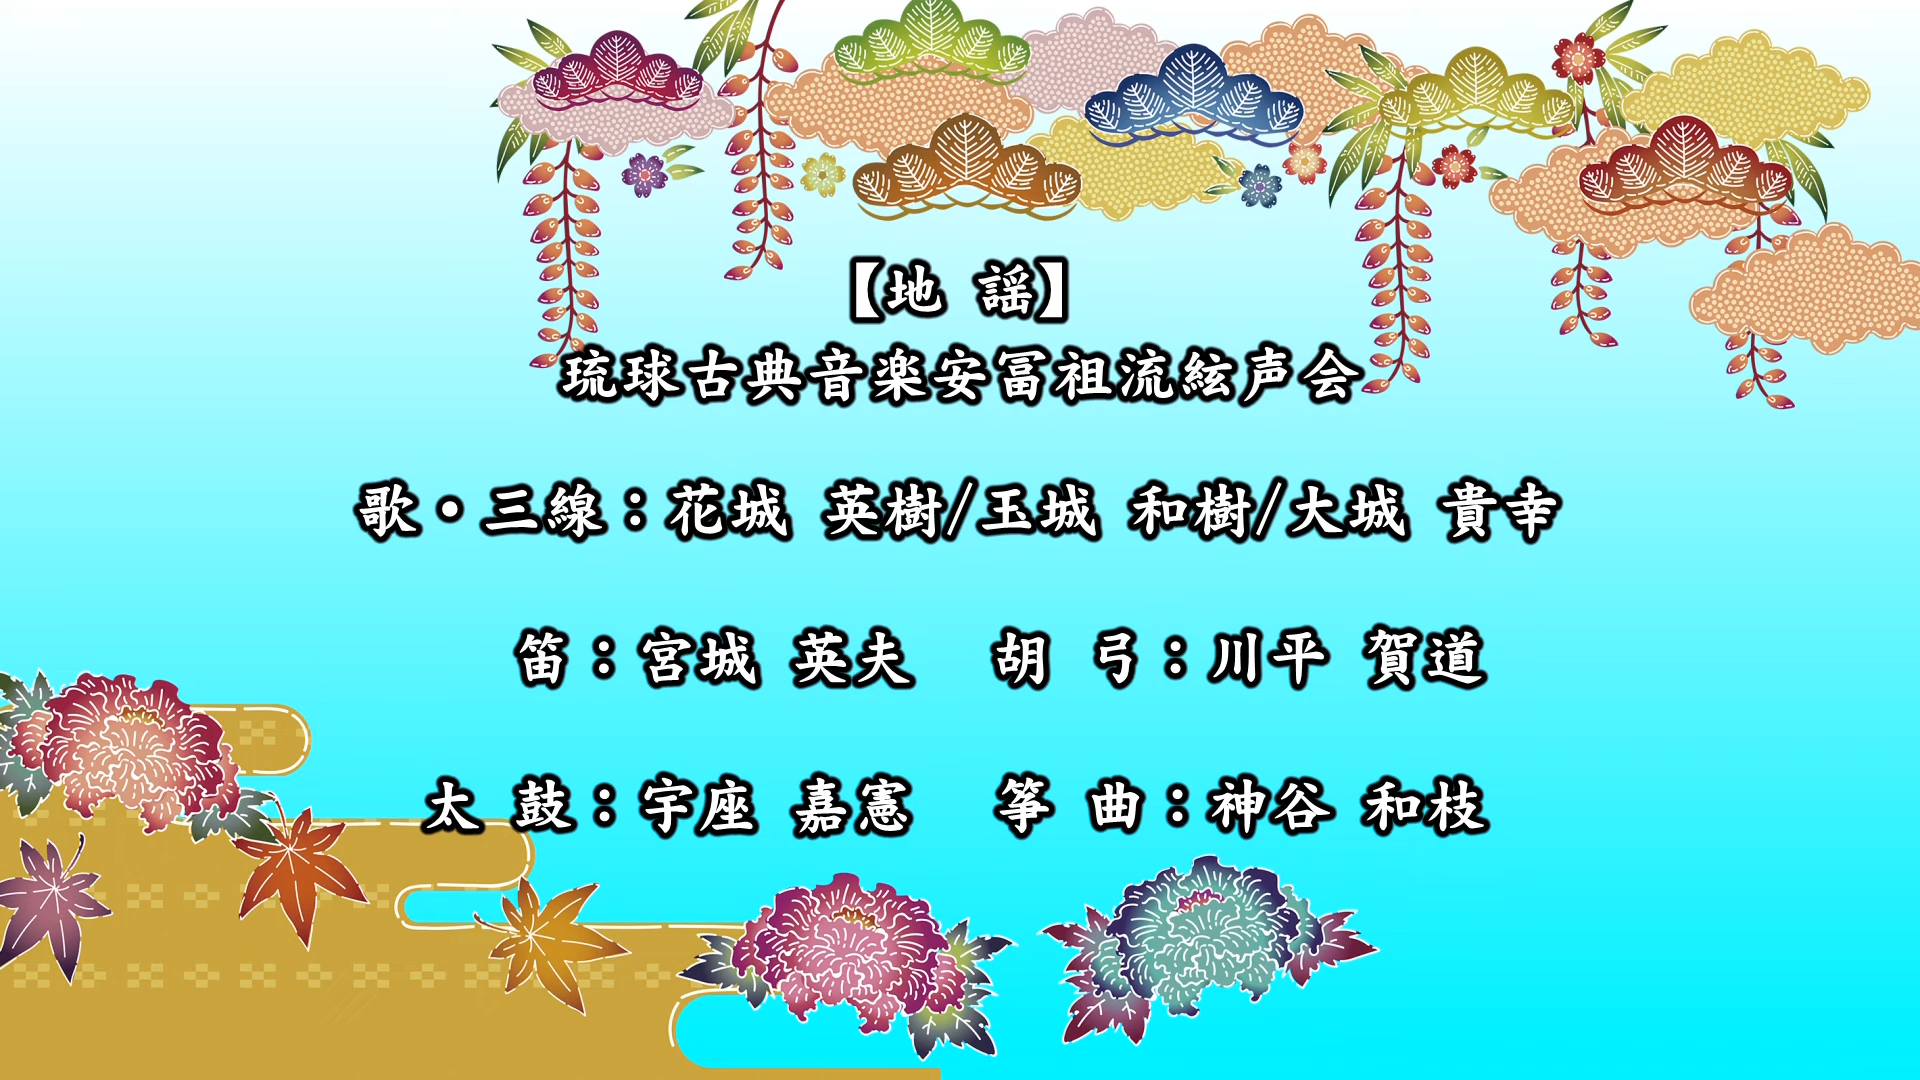 【地 謡】
琉球古典音楽安冨祖流絃声会
歌・三線：花城 英樹/玉城 和樹/大城 貴幸
笛：宮城 英夫　胡 弓：川平 賀道
太 鼓：宇座 嘉憲　箏 曲：神谷 和枝